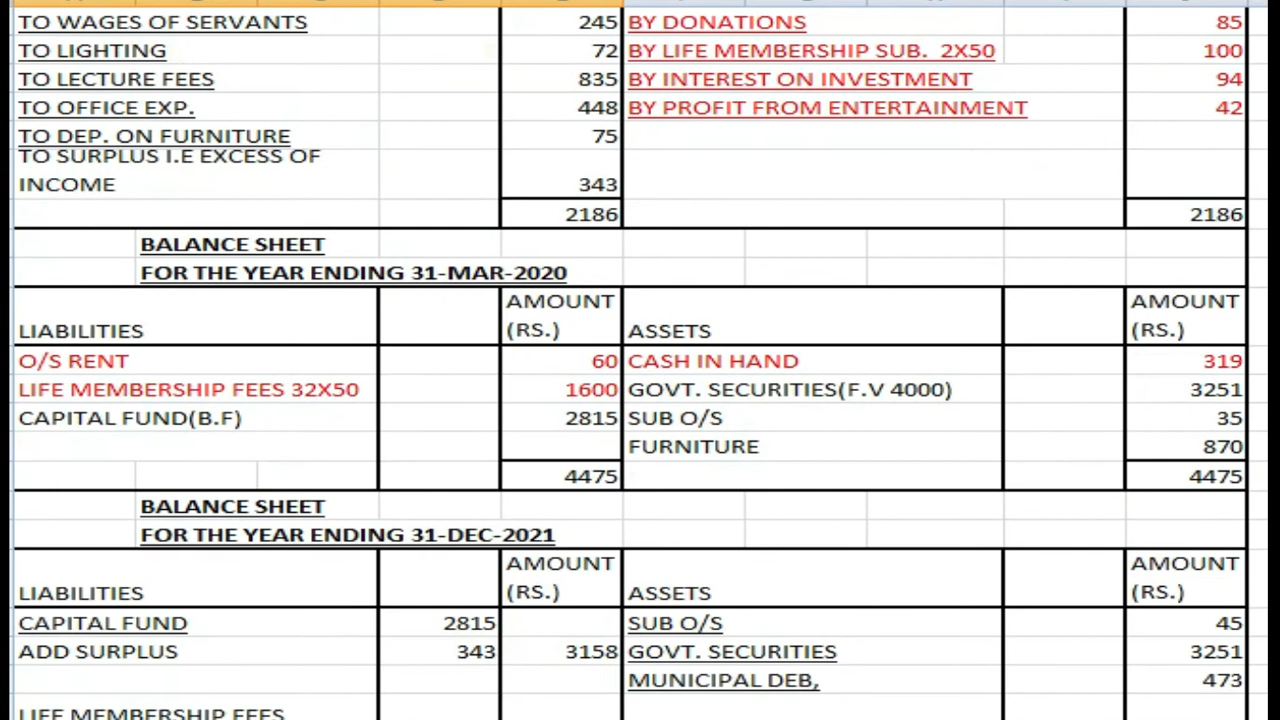 TO WAGES OF SERVANTS 245 BY DONATIONS 85
TO LIGHTING 72 BY LIFE MEMBERSHIP SUB. 2X50 100
TO LECTURE FEES 835 BY INTEREST ON INVESTMENT 94
TO OFFICE EXP. 448 BY PROFIT FROM ENTERTAINMENT 42
TO DEP. ON FURNITURE 75
TO SURPLUS I.E EXCESS OF
INCOME 343
2186 2186
BALANCE SHEET
FOR THE YEAR ENDING 31-MAR-2020
AMOUNT AMOUNT
LIABILITIES (RS.) ASSETS (RS.)
O/S RENT 60 CASH IN HAND 319
LIFE MEMBERSHIP FEES 32X50 1600 GOVT. SECURITIES(F.V 4000) 3251
CAPITAL FUND(B.F) 2815 SUB O/S 35
FURNITURE 870
4475 4475
BALANCE SHEET
FOR THE YEAR ENDING 31-DEC-2021
AMOUNT AMOUNT
LIABILITIES (RS.) ASSETS (RS.)
CAPITAL FUND 2815 SUB O/S 45
ADD SURPLUS 343 3158 GOVT. SECURITIES 3251
MUNICIPAL DEB, 473
LIFE MEMBERSHIP FEES